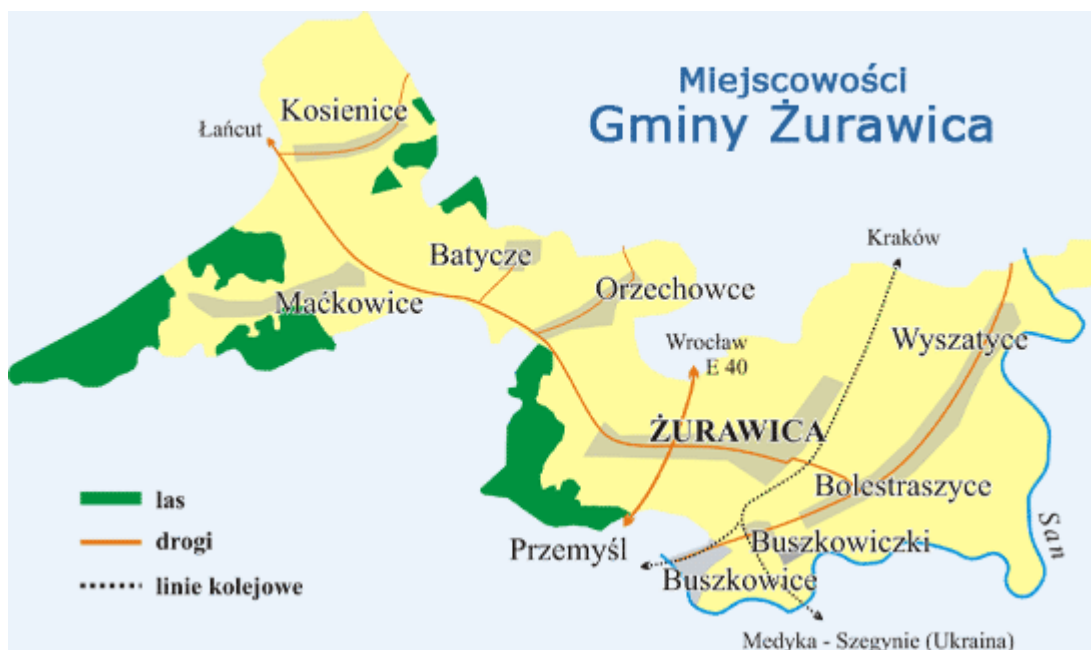 Miejscowości
Gminy Żurawica
Kosienice
Łańcut
Batycze
Kraków
Maćkowice
Orzechowce
Wrocław
E 40
Wyszatyce
ŻURAWICA
Bolestraszyce
las
drogi
linie kolejowe
Przemyśl
Buszkowiczki
Buszkowice
San
Medyka - Szegynie (Ukraina)